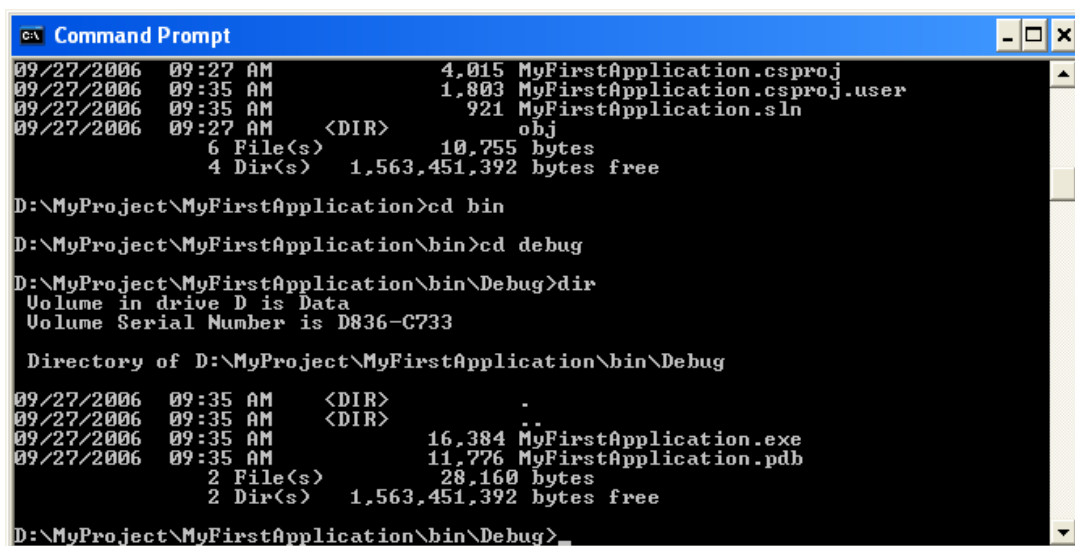 Command Prompt
09/27/2006  09:27 AM             4,015 MyFirstApplication.csproj
09/27/2006  09:35 AM             1,803 MyFirstApplication.csproj.user
09/27/2006  09:35 AM               921 MyFirstApplication.sln
09/27/2006  09:27 AM    <DIR>          obj
               6 File(s)         10,755 bytes
               4 Dir(s)   1,563,451,392 bytes free
D:\MyProject\MyFirstApplication>cd bin
D:\MyProject\MyFirstApplication\bin>cd debug
D:\MyProject\MyFirstApplication\bin\Debug>dir
 Volume in drive D is Data
 Volume Serial Number is D836-C733
 Directory of D:\MyProject\MyFirstApplication\bin\Debug
09/27/2006  09:35 AM    <DIR>          .
09/27/2006  09:35 AM    <DIR>          ..
09/27/2006  09:35 AM            16,384 MyFirstApplication.exe
09/27/2006  09:35 AM            11,776 MyFirstApplication.pdb
               2 File(s)         28,160 bytes
               2 Dir(s)   1,563,451,392 bytes free
D:\MyProject\MyFirstApplication\bin\Debug>_